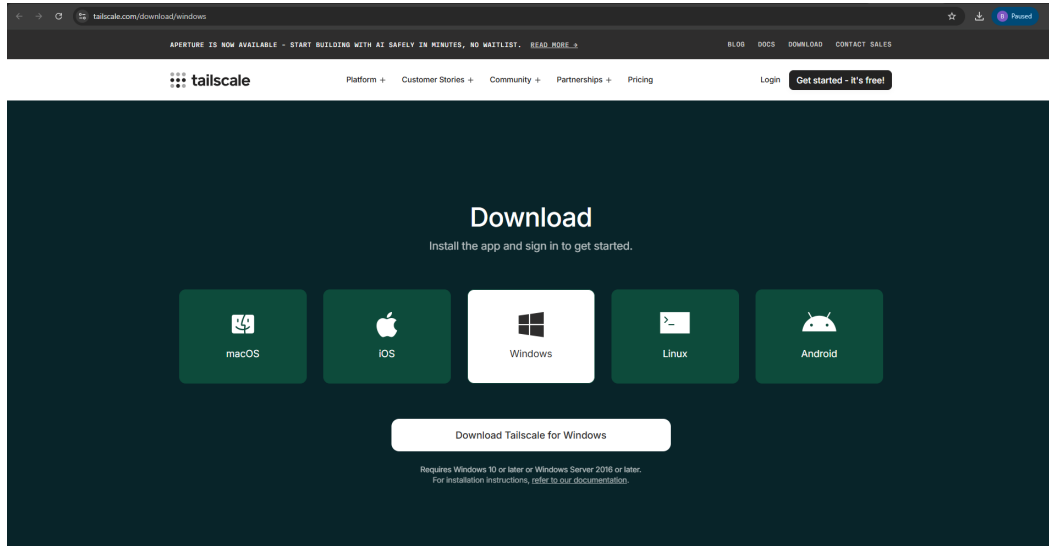 tailscale.com/download/windows
B Paused
APERTURE IS NOW AVAILABLE - START BUILDING WITH AI SAFELY IN MINUTES, NO WAITLIST. READ MORE →
BLOG DOCS DOWNLOAD CONTACT SALES
tailscale
Platform + Customer Stories + Community + Partnerships + Pricing
Login Get started - it's free!
Download
Install the app and sign in to get started.
macOS
iOS
Windows
>_
Linux
Android
Download Tailscale for Windows
Requires Windows 10 or later or Windows Server 2016 or later.
For installation instructions, refer to our documentation.